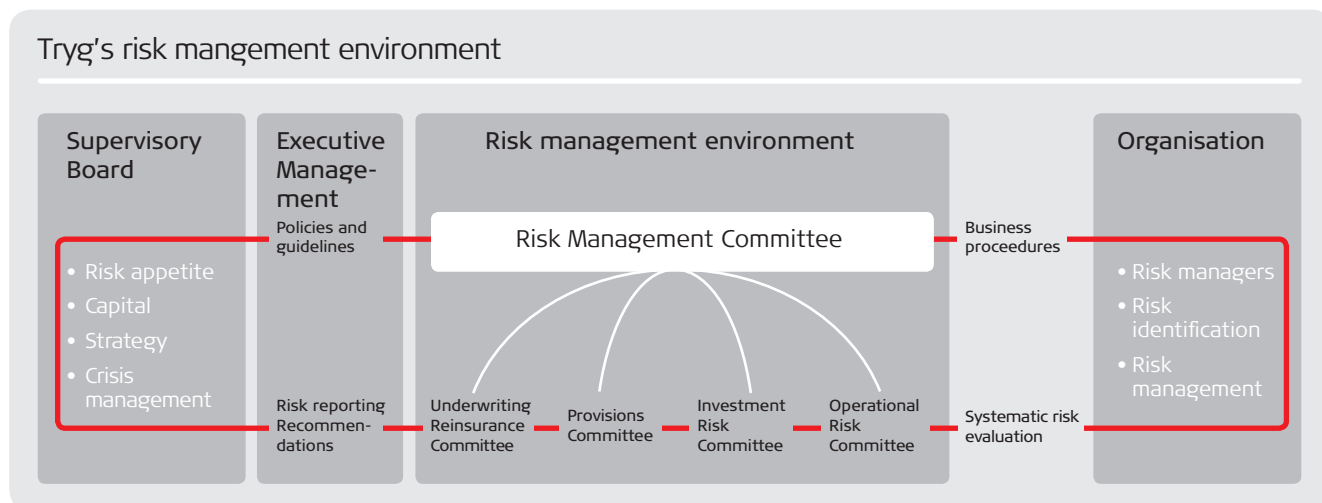 Tryg's risk mangement environment
Supervisory
Board
• Risk appetite
• Capital
• Strategy
• Crisis
management
Executive
Manage-
ment
Policies and
guidelines
Risk reporting
Recommen-
dations
Risk management environment
Risk Management Committee
Underwriting
Reinsurance
Committee
Provisions
Committee
Investment
Risk
Committee
Operational
Risk
Committee
Business
proceedures
Systematic risk
evaluation
Organisation
• Risk managers
• Risk
identification
• Risk
management